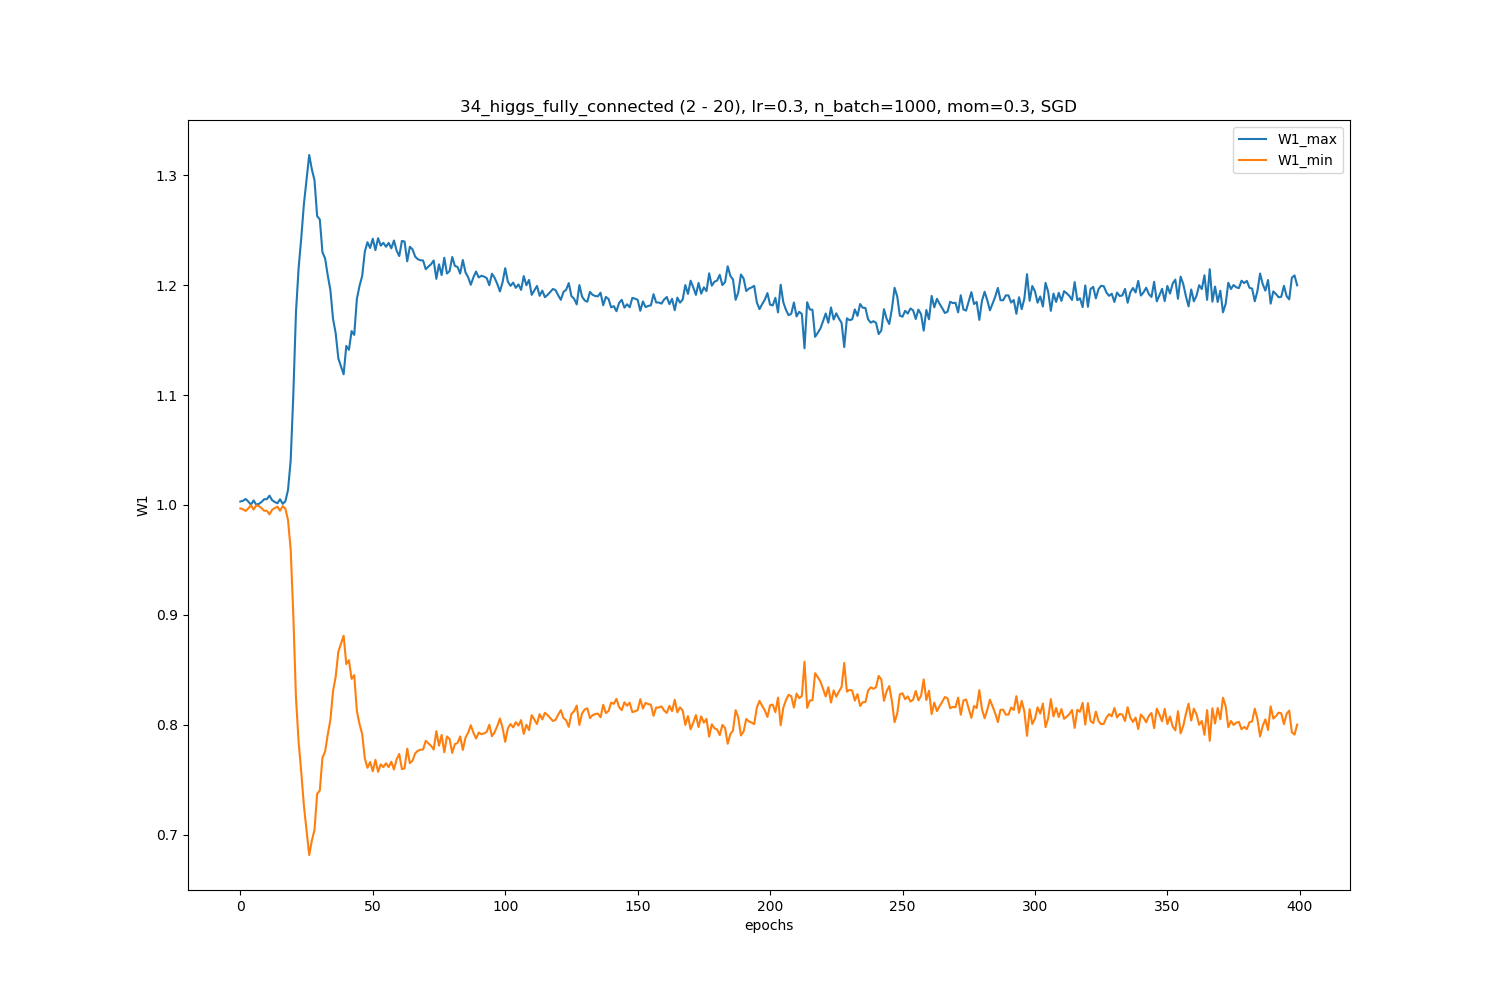 34_higgs_fully_connected (2 - 20), lr=0.3, n_batch=1000, mom=0.3, SGD
W1_max
W1_min
1.3
1.2
1.1
1.0
0.9
0.8
0.7
W1
0 50 100 150 200 250 300 350 400
epochs